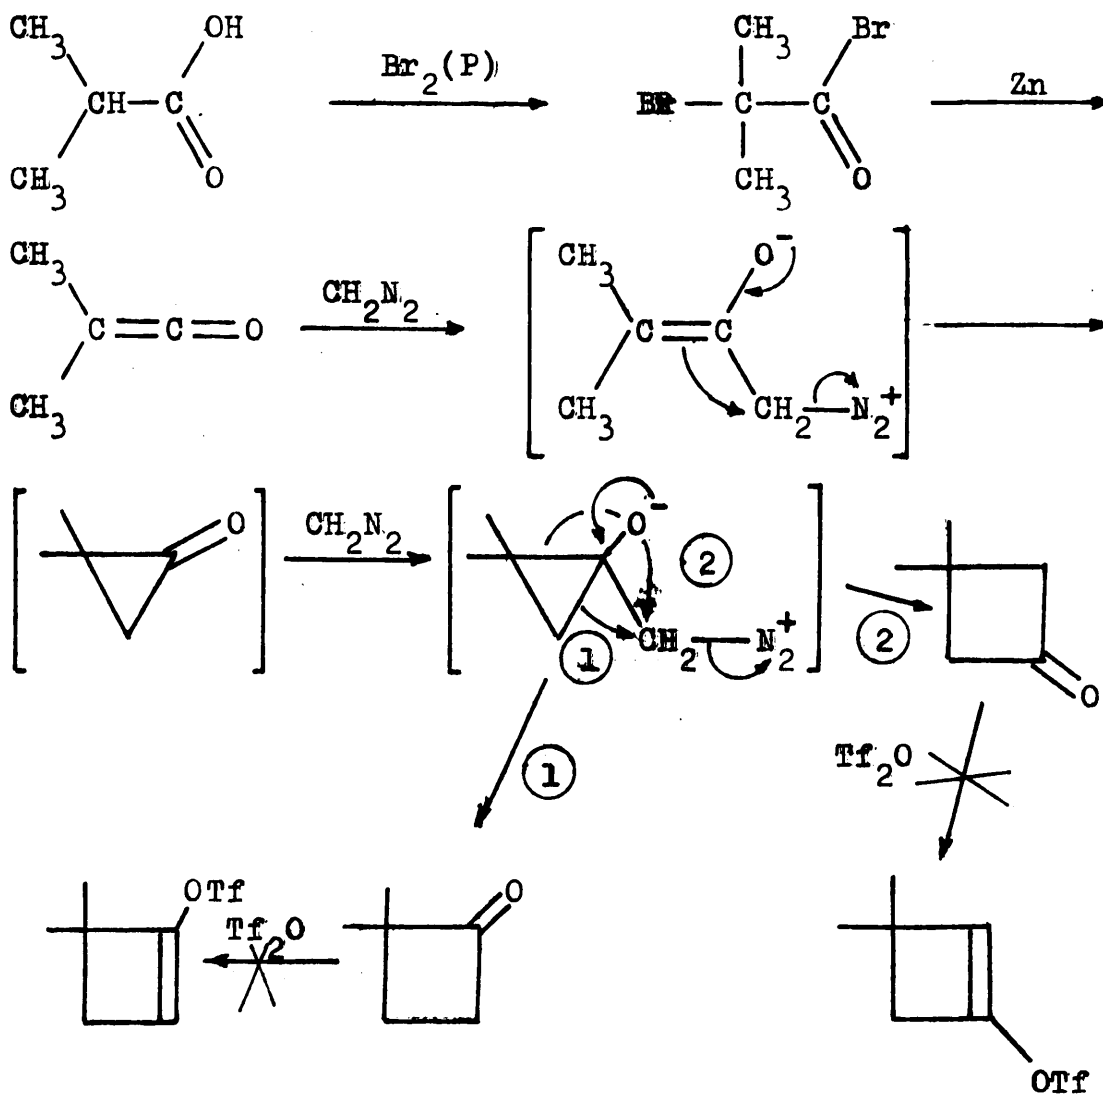 CH3 OH CH3 Br
Br2(P) Zn
CH—C BR—C—C
CH3 O CH3 O
CH3 CH3 O−
CH2N2
C=C=O C=C
CH3 CH3 CH2—N2+
O CH2N2 O− 2
1 CH2—N2+ 2 O
1 Tf2O
OTf Tf2O O
OTf